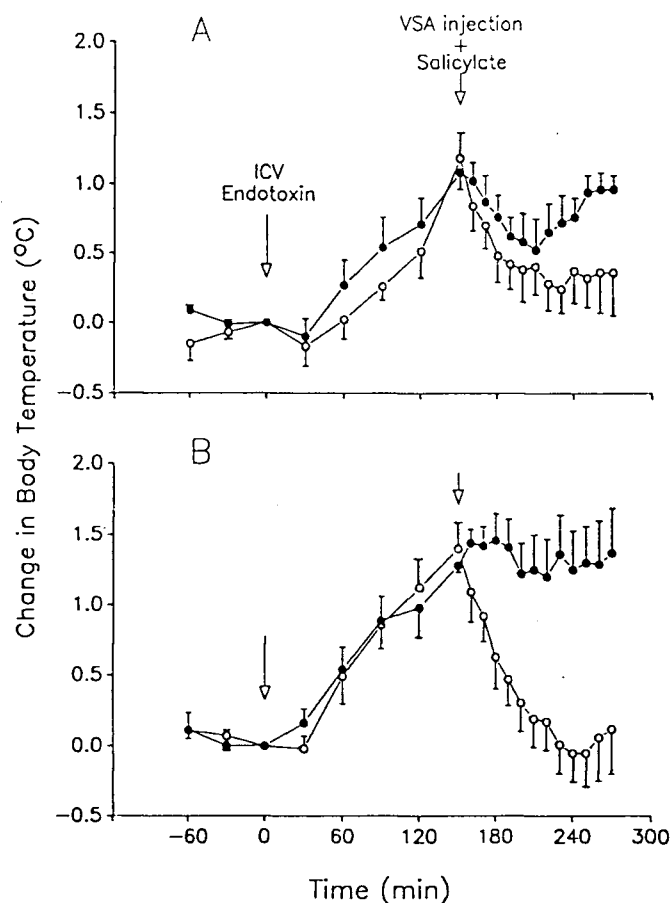 A
VSA injection
+
Salicylate
ICV
Endotoxin
2.0
1.5
1.0
0.5
0.0
−0.5
B
2.0
1.5
1.0
0.5
0.0
−0.5
Change in Body Temperature (°C)
−60
0
60
120
180
240
300
Time (min)